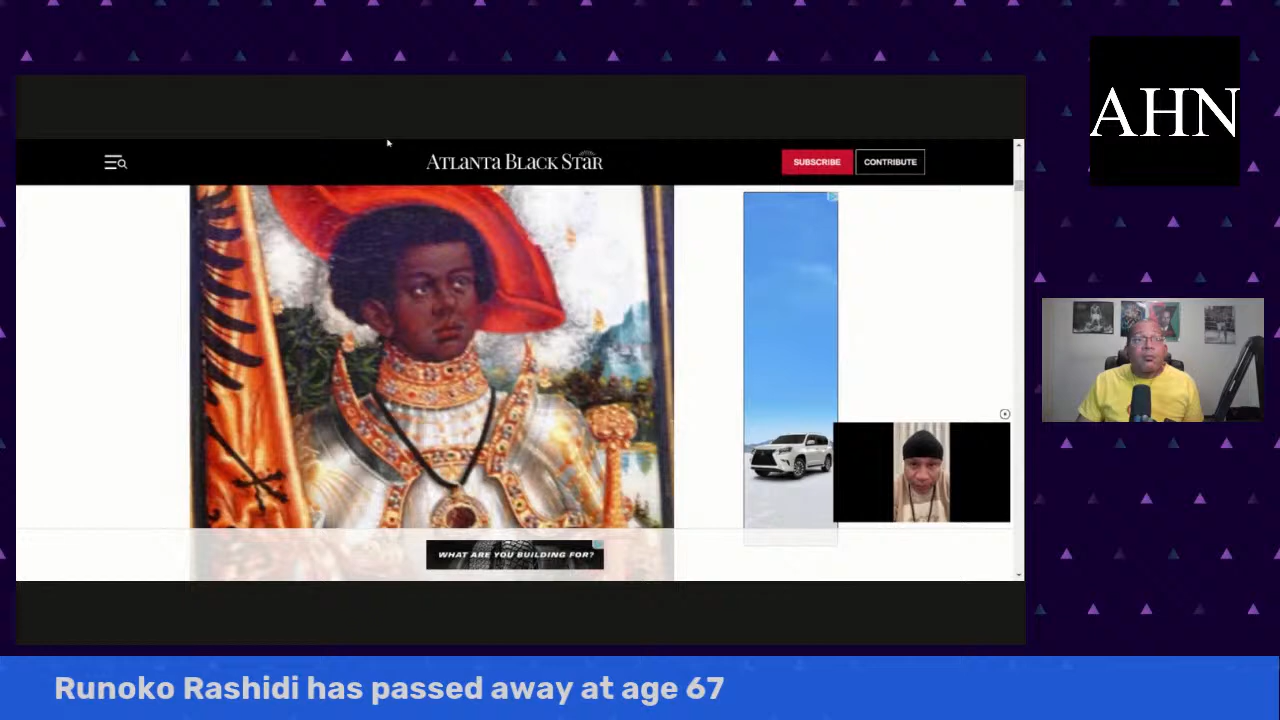 AHN
ATLANTA BLACK STAR
SUBSCRIBE
CONTRIBUTE
WHAT ARE YOU BUILDING FOR?
Runoko Rashidi has passed away at age 67